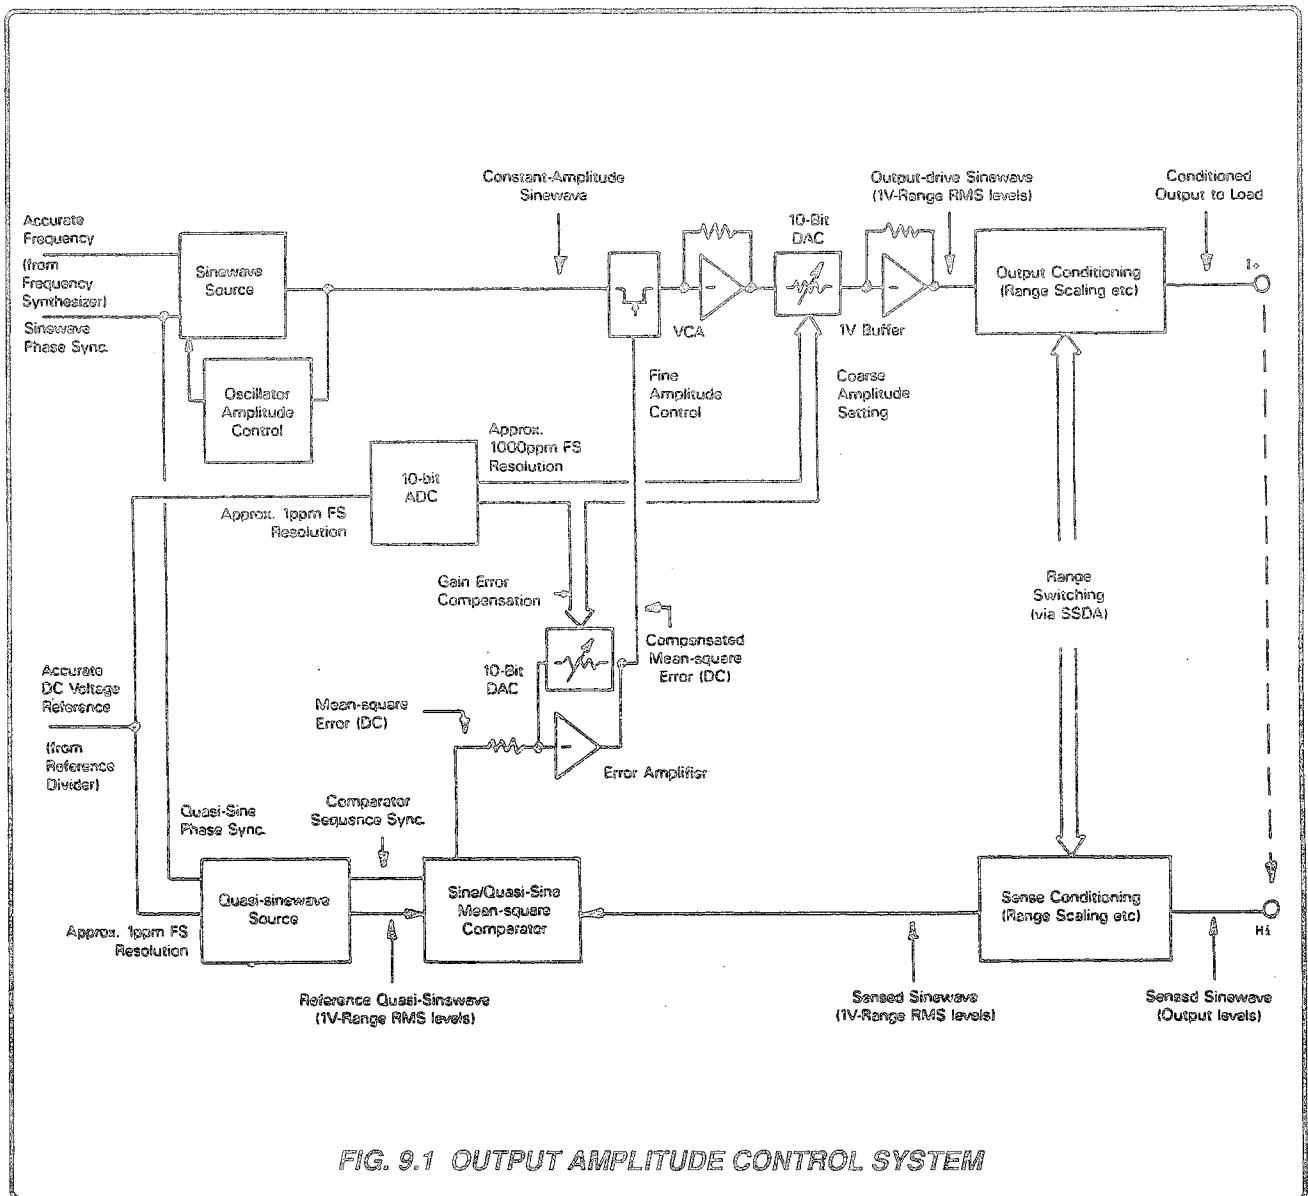 Constant-Amplitude
Sinewave
Output-drive Sinewave
(1V-Range RMS levels)
Conditioned
Output to Load
Accurate
Frequency
(from
Frequency
Synthesizer)
Sinewave
Phase Sync.
Sinewave
Source
10-Bit
DAC
VCA
1V Buffer
Output Conditioning
(Range Scaling etc)
I+
Oscillator
Amplitude
Control
Fine
Amplitude
Control
Coarse
Amplitude
Setting
Approx.
1000ppm FS
Resolution
10-bit
ADC
Approx. 1ppm FS
Resolution
Gain Error
Compensation
Range
Switching
(via SSDA)
Compensated
Mean-square
Error (DC)
10-Bit
DAC
Accurate
DC Voltage
Reference
(from
Reference
Divider)
Mean-square
Error (DC)
Error Amplifier
Quasi-Sine
Phase Sync.
Comparator
Sequence Sync.
Quasi-sinewave
Source
Sine/Quasi-Sine
Mean-square
Comparator
Sense Conditioning
(Range Scaling etc)
Hi
Approx. 1ppm FS
Resolution
Reference Quasi-Sinewave
(1V-Range RMS levels)
Sensed Sinewave
(1V-Range RMS levels)
Sensed Sinewave
(Output levels)
FIG. 9.1 OUTPUT AMPLITUDE CONTROL SYSTEM